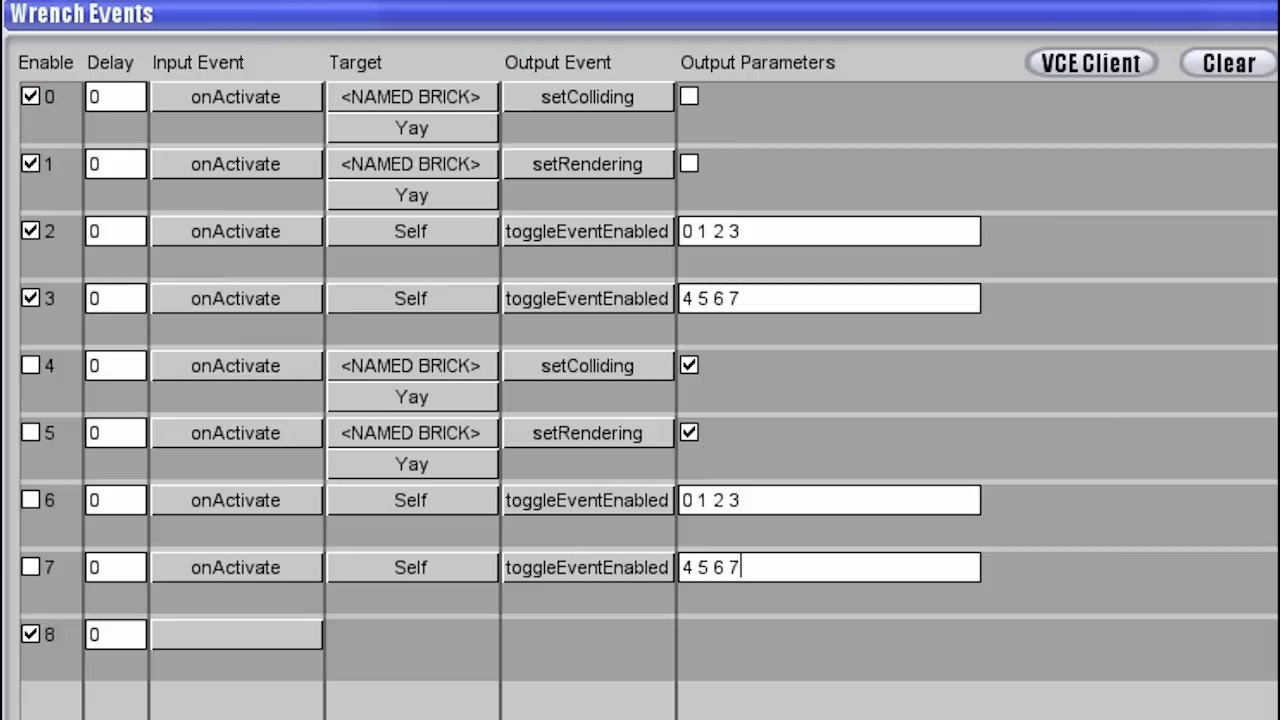 Wrench Events
Enable Delay Input Event Target Output Event Output Parameters VCE Client Clear
0 0 onActivate <NAMED BRICK> setColliding
Yay
1 0 onActivate <NAMED BRICK> setRendering
Yay
2 0 onActivate Self toggleEventEnabled 0 1 2 3
3 0 onActivate Self toggleEventEnabled 4 5 6 7
4 0 onActivate <NAMED BRICK> setColliding
Yay
5 0 onActivate <NAMED BRICK> setRendering
Yay
6 0 onActivate Self toggleEventEnabled 0 1 2 3
7 0 onActivate Self toggleEventEnabled 4 5 6 7
8 0